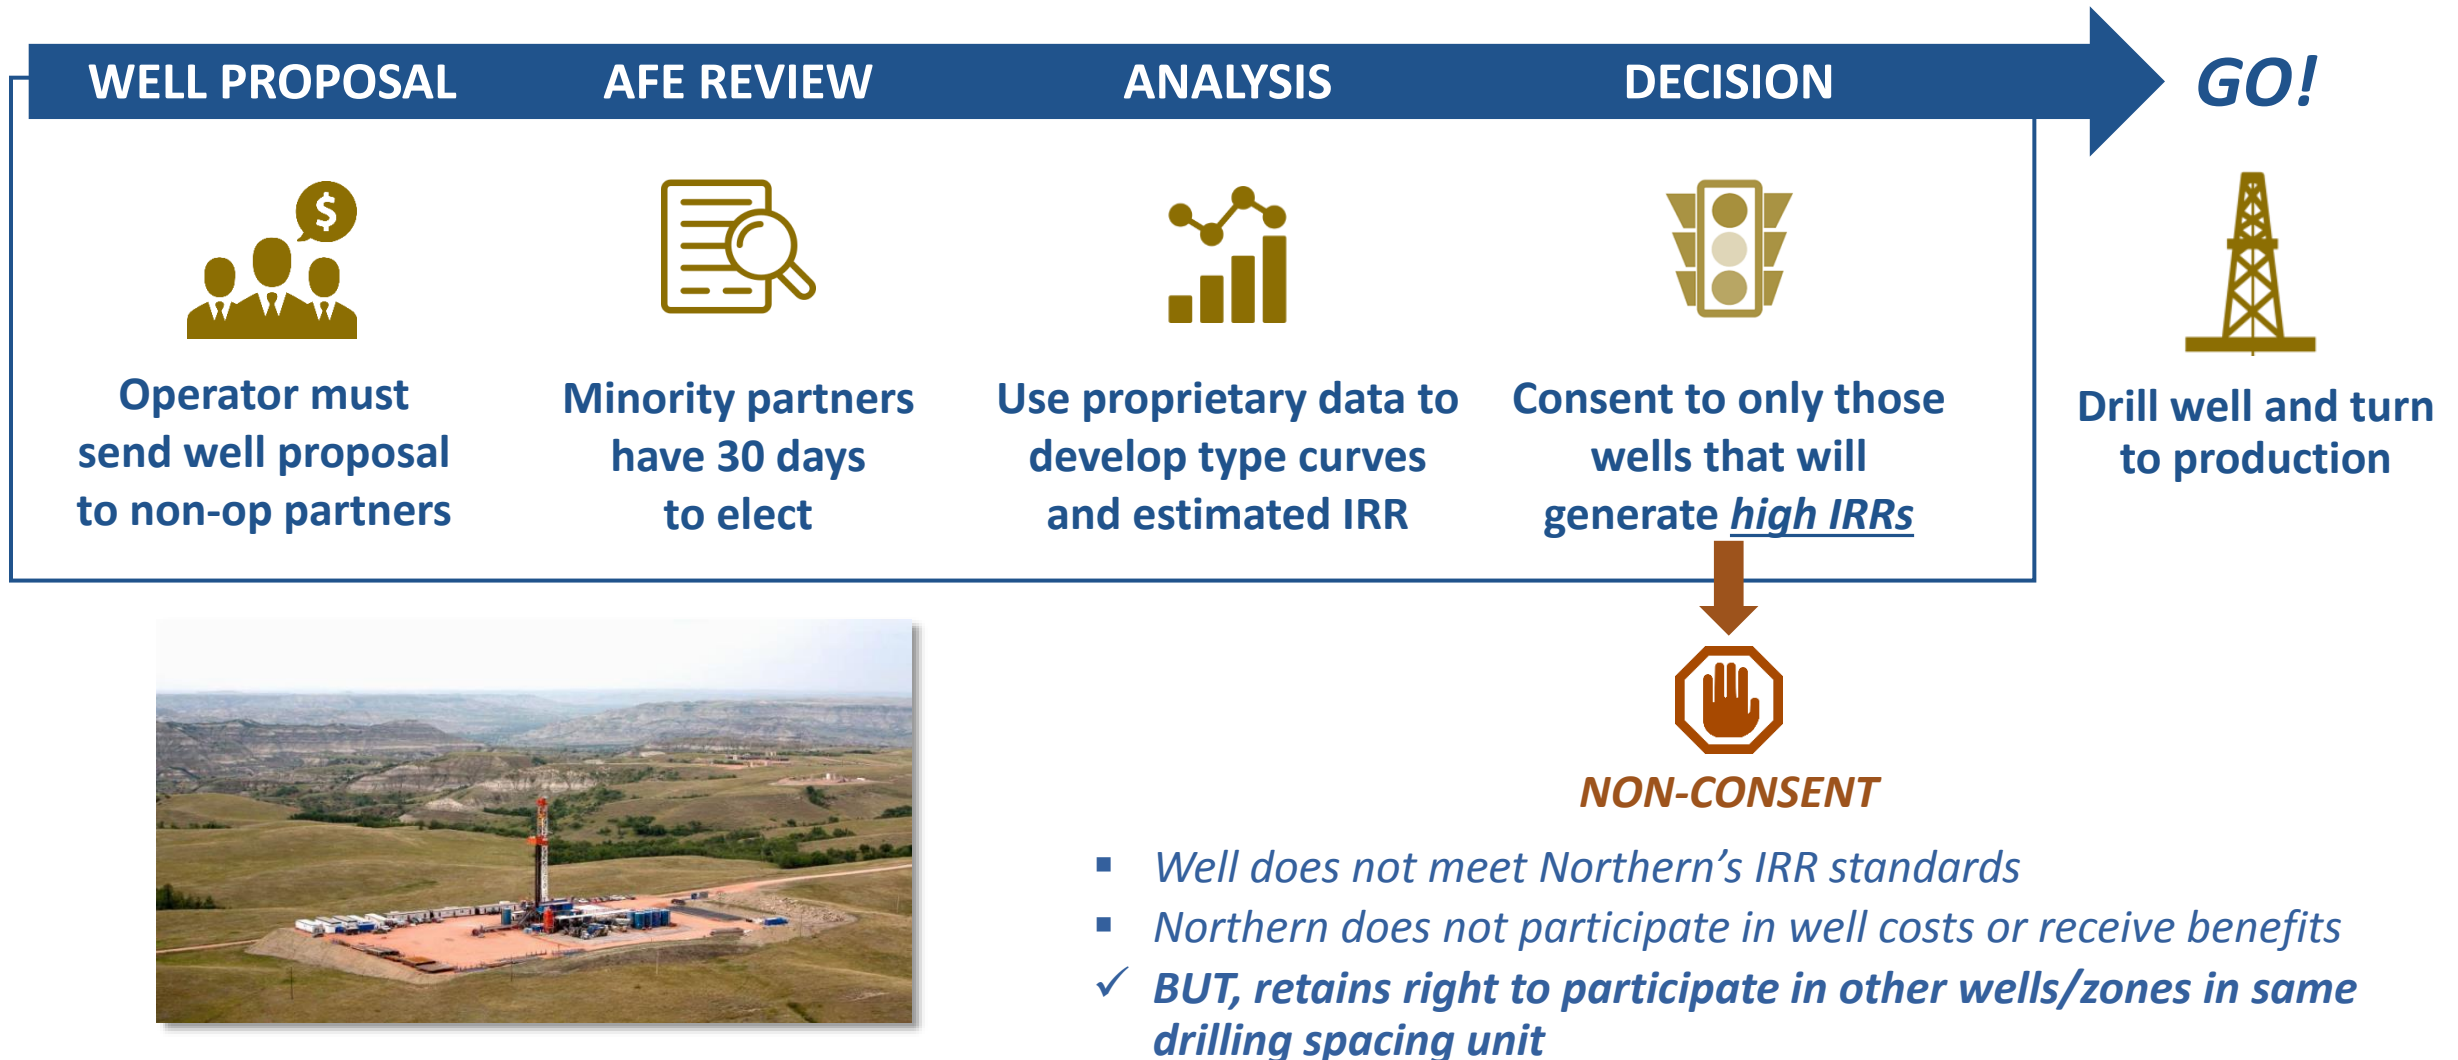 WELL PROPOSAL
AFE REVIEW
ANALYSIS
DECISION
GO!
$
Operator must
send well proposal
to non-op partners
Minority partners
have 30 days
to elect
Use proprietary data to
develop type curves
and estimated IRR
Consent to only those
wells that will
generate high IRRs
Drill well and turn
to production
NON-CONSENT
▪ Well does not meet Northern’s IRR standards
▪ Northern does not participate in well costs or receive benefits
✓ BUT, retains right to participate in other wells/zones in same
drilling spacing unit